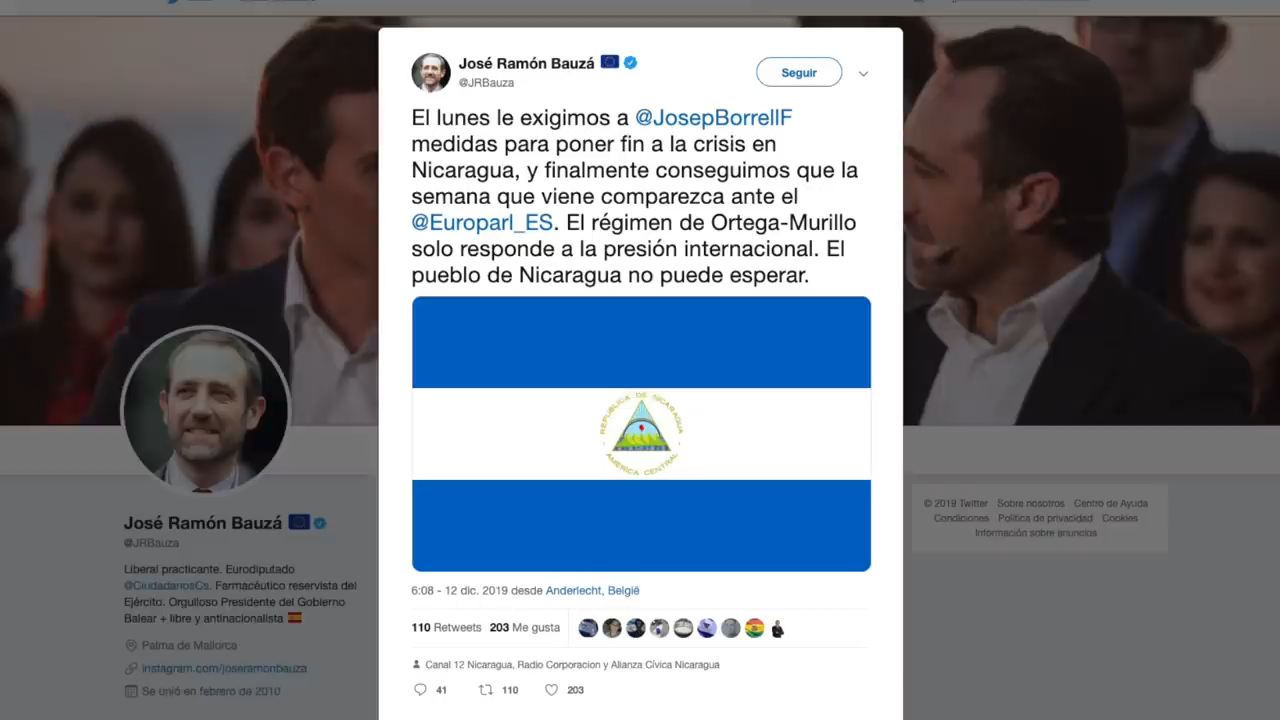 José Ramón Bauzá
@JRBauza
Seguir
El lunes le exigimos a @JosepBorrellF
medidas para poner fin a la crisis en
Nicaragua, y finalmente conseguimos que la
semana que viene comparezca ante el
@Europarl_ES. El régimen de Ortega-Murillo
solo responde a la presión internacional. El
pueblo de Nicaragua no puede esperar.
REPUBLICA DE NICARAGUA
AMERICA CENTRAL
6:08 - 12 dic. 2019 desde Anderlecht, België
110 Retweets 203 Me gusta
Canal 12 Nicaragua, Radio Corporacion y Alianza Cívica Nicaragua
41 110 203
José Ramón Bauzá
@JRBauza
Liberal practicante. Eurodiputado
@CiudadanosCs. Farmacéutico reservista del
Ejército. Orgulloso Presidente del Gobierno
Balear + libre y antinacionalista
Palma de Mallorca
instagram.com/joseramonbauza
Se unió en febrero de 2010
© 2019 Twitter Sobre nosotros Centro de Ayuda
Condiciones Política de privacidad Cookies
Información sobre anuncios